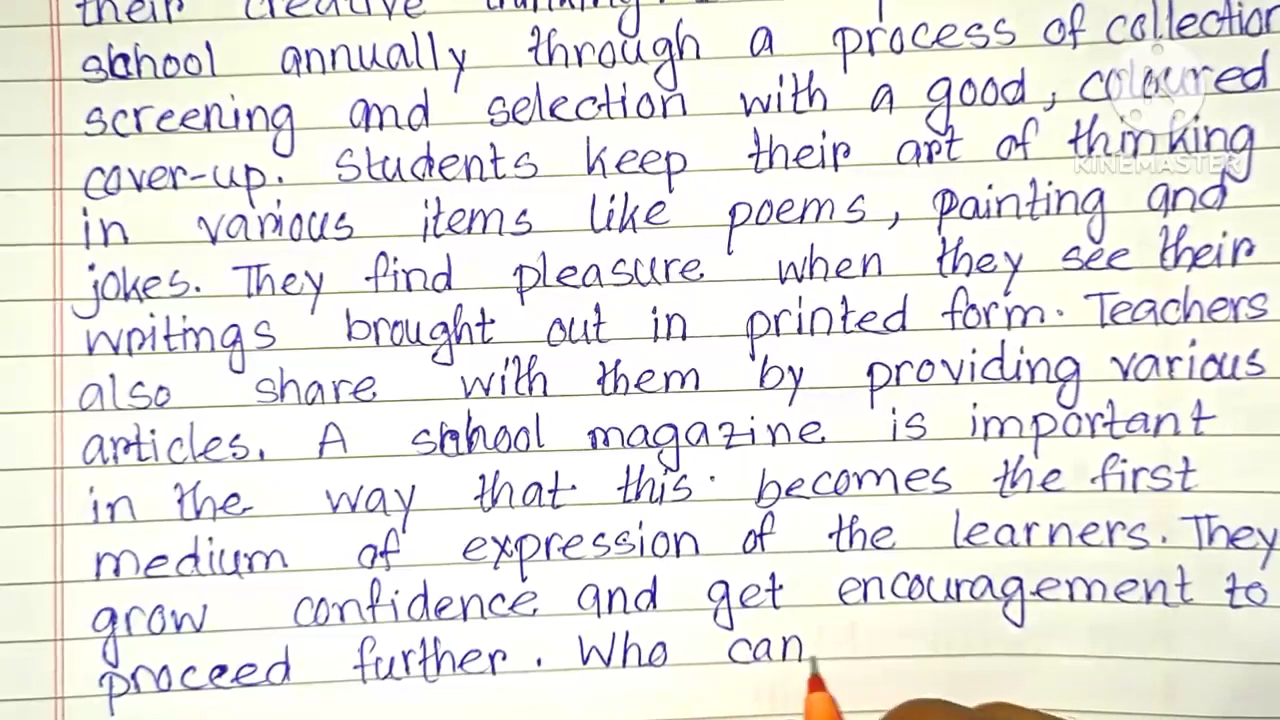 their creative
school annually through a process of collection
screening and selection with a good, coloured
cover-up. Students keep their art of thinking
KINEMASTER
in various items like poems, painting and
jokes. They find pleasure when they see their
writings brought out in printed form. Teachers
also share with them by providing various
articles. A school magazine is important
in the way that this becomes the first
medium of expression of the learners. They
grow confidence and get encouragement to
proceed further. Who can